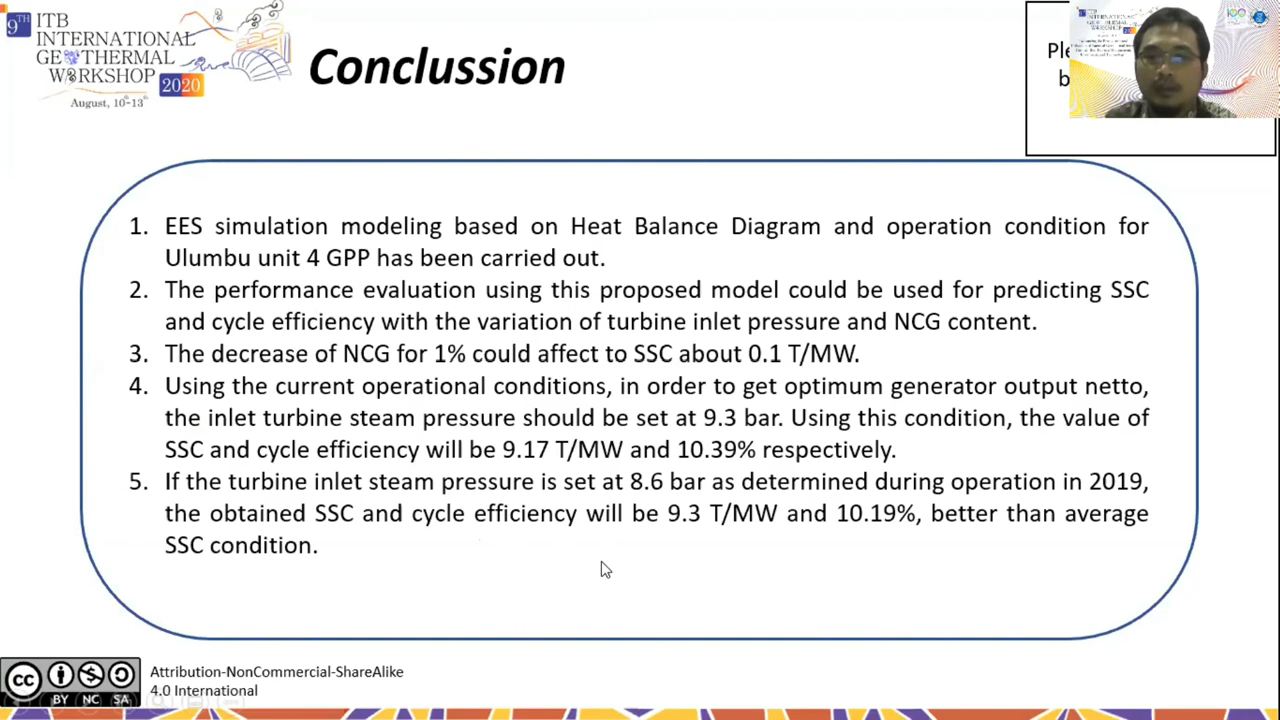 9TH ITB
INTERNATIONAL
GEOTHERMAL
WORKSHOP 2020
August, 10-13th
Conclussion
Ple
b
1. EES simulation modeling based on Heat Balance Diagram and operation condition for
Ulumbu unit 4 GPP has been carried out.
2. The performance evaluation using this proposed model could be used for predicting SSC
and cycle efficiency with the variation of turbine inlet pressure and NCG content.
3. The decrease of NCG for 1% could affect to SSC about 0.1 T/MW.
4. Using the current operational conditions, in order to get optimum generator output netto,
the inlet turbine steam pressure should be set at 9.3 bar. Using this condition, the value of
SSC and cycle efficiency will be 9.17 T/MW and 10.39% respectively.
5. If the turbine inlet steam pressure is set at 8.6 bar as determined during operation in 2019,
the obtained SSC and cycle efficiency will be 9.3 T/MW and 10.19%, better than average
SSC condition.
cc BY NC SA
Attribution-NonCommercial-ShareAlike
4.0 International